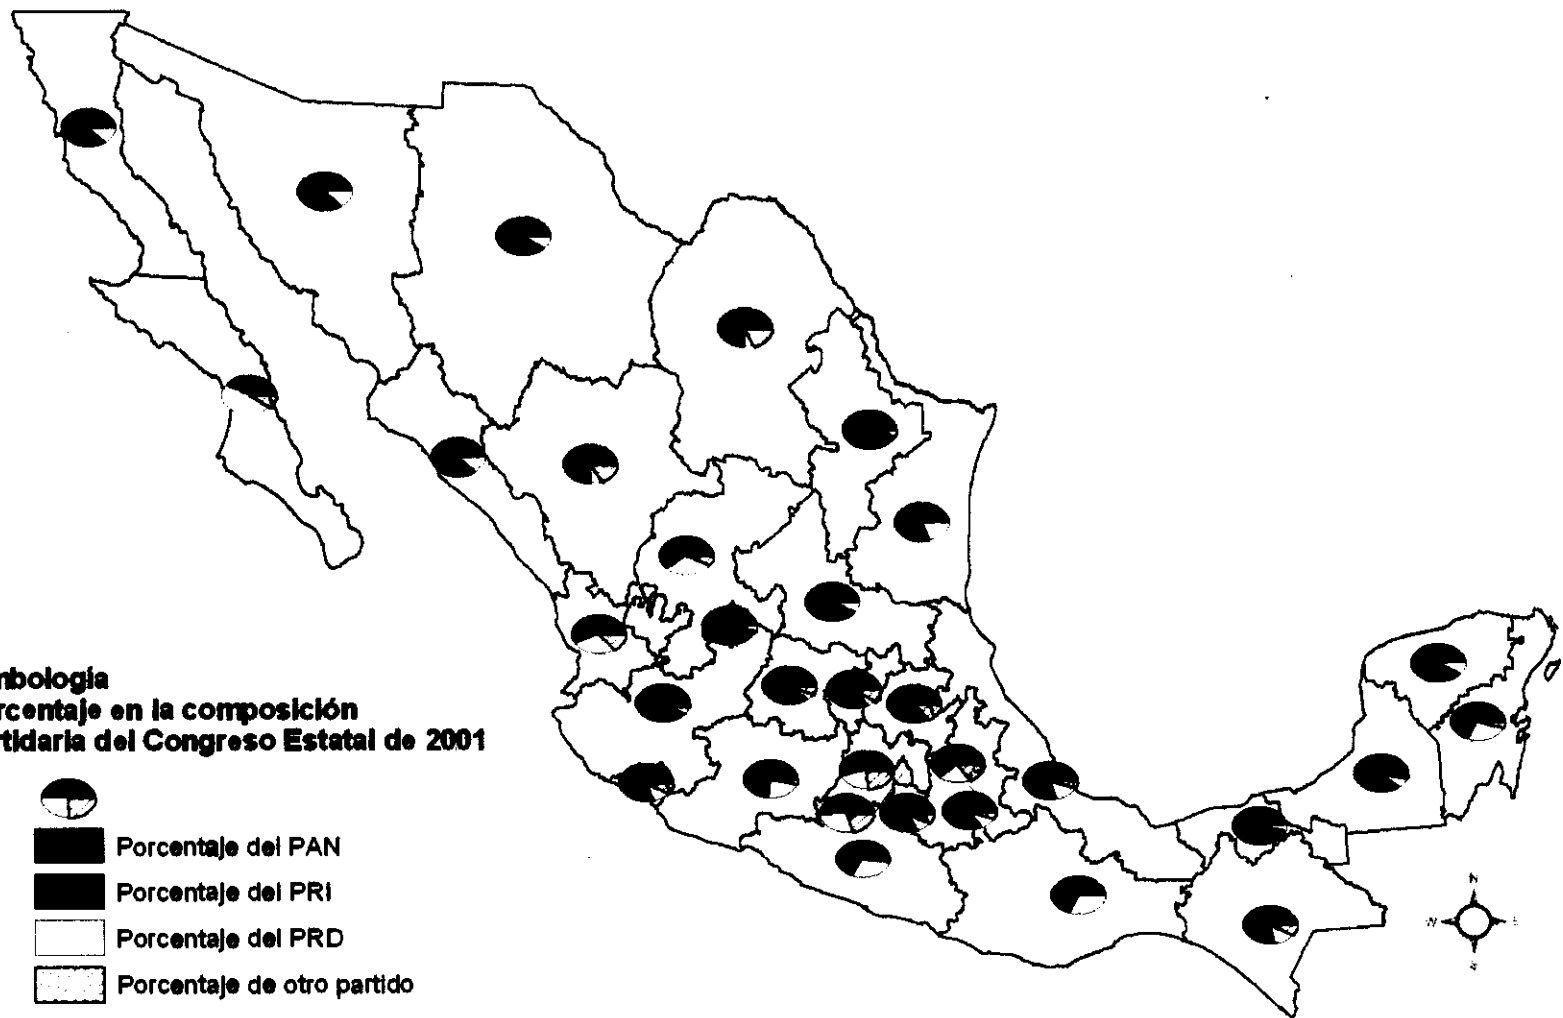 mbología
rcentaje en la composición
rtidaria del Congreso Estatal de 2001
Porcentaje del PAN
Porcentaje del PRI
Porcentaje del PRD
Porcentaje de otro partido
N
W
E
S